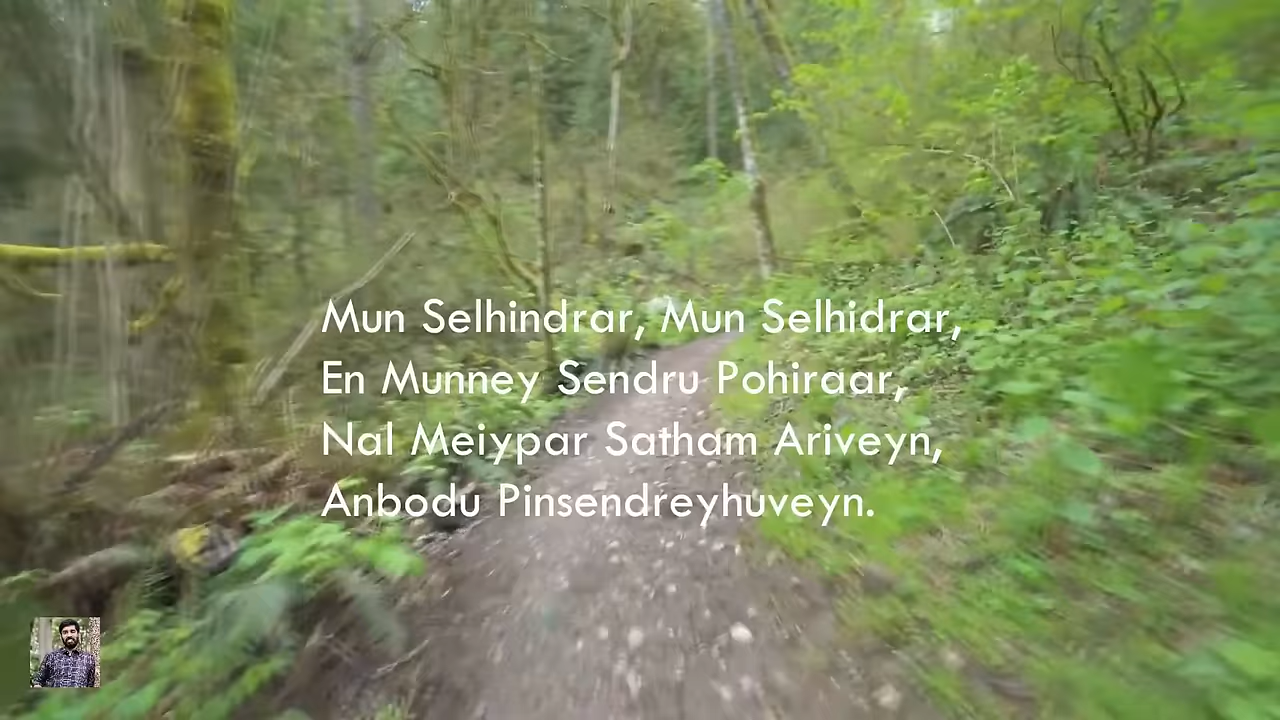 Mun Selhindrar, Mun Selhidrar,
En Munney Sendru Pohiraar,
Nal Meiypar Satham Ariveyn,
Anbodu Pinsendreyhuveyn.